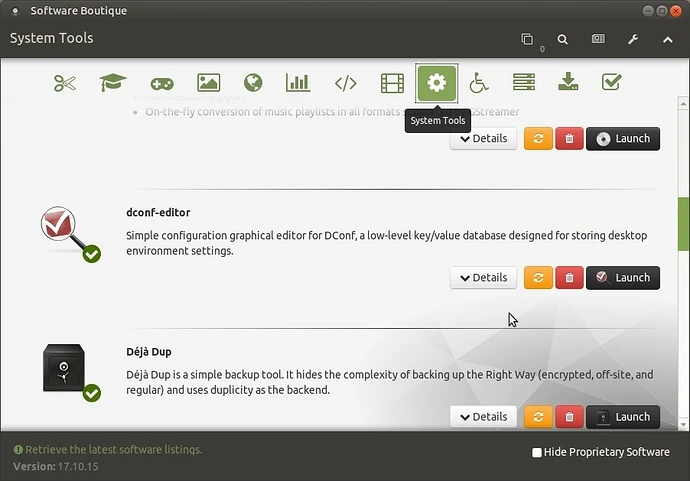 Software Boutique
System Tools
0
On-the-fly conversion of music playlists in all formats
GStreamer
System Tools
Details
Launch
dconf-editor
Simple configuration graphical editor for DConf, a low-level key/value database designed for storing desktop
environment settings.
Details
Launch
Déjà Dup
Déjà Dup is a simple backup tool. It hides the complexity of backing up the Right Way (encrypted, off-site, and
regular) and uses duplicity as the backend.
Details
Launch
Retrieve the latest software listings.
Hide Proprietary Software
Version: 17.10.15